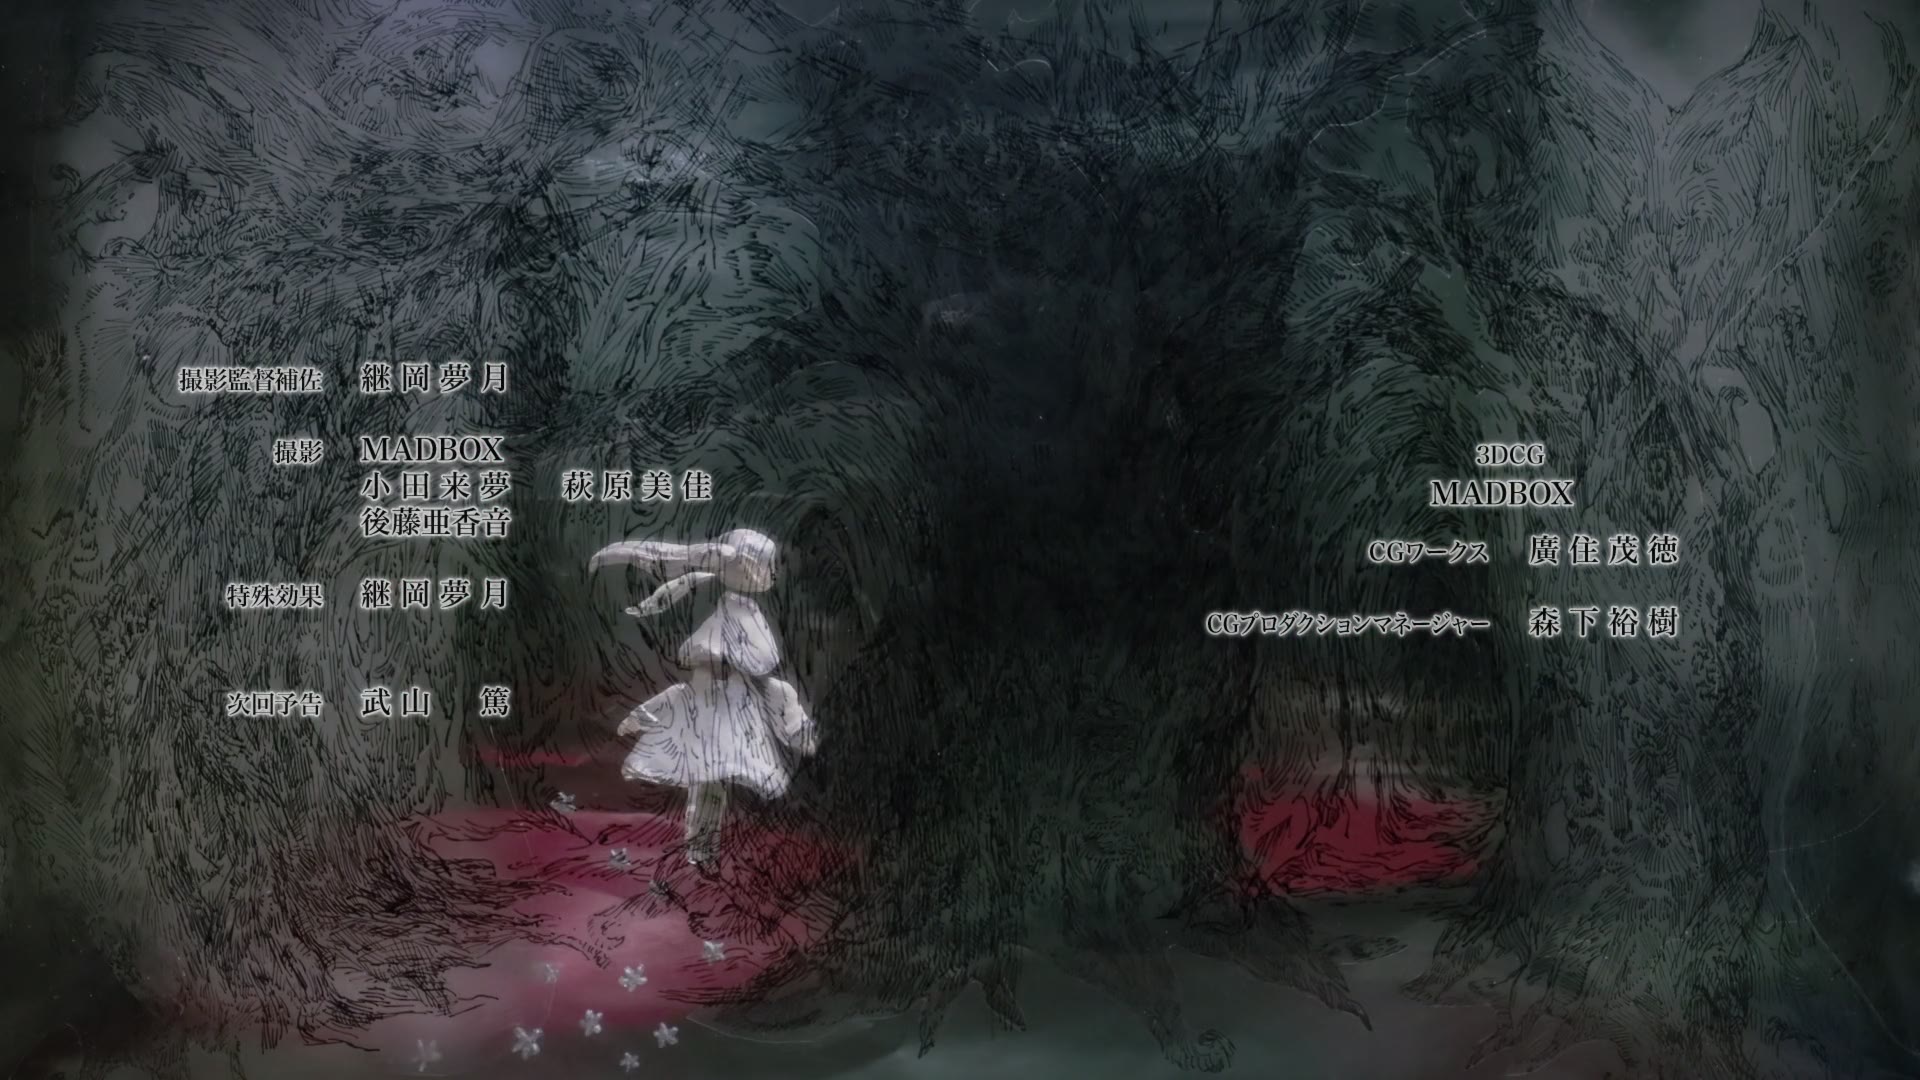 撮影監督補佐 継岡夢月
撮影 MADBOX
小田来夢 萩原美佳
後藤亜香音
特殊効果 継岡夢月
次回予告 武山 篤
3DCG
MADBOX
CGワークス 廣住茂徳
CGプロダクションマネージャー 森下裕樹